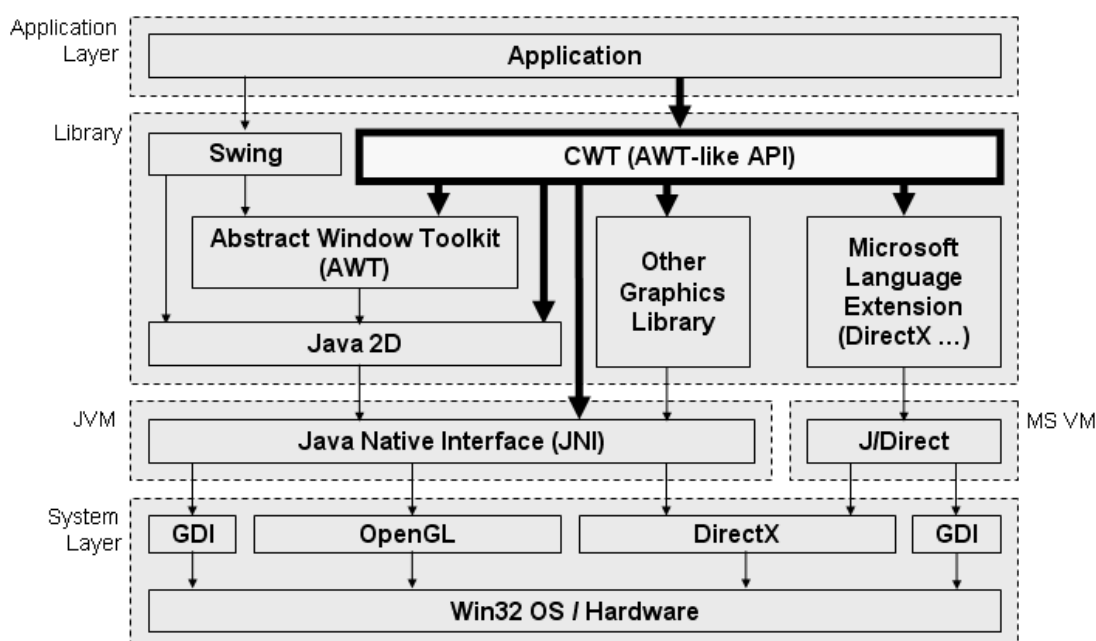 Application
Layer
Application
Library
Swing
CWT (AWT-like API)
Abstract Window Toolkit
(AWT)
Other
Graphics
Library
Microsoft
Language
Extension
(DirectX ...)
Java 2D
JVM
Java Native Interface (JNI)
J/Direct
MS VM
System
Layer
GDI
OpenGL
DirectX
GDI
Win32 OS / Hardware